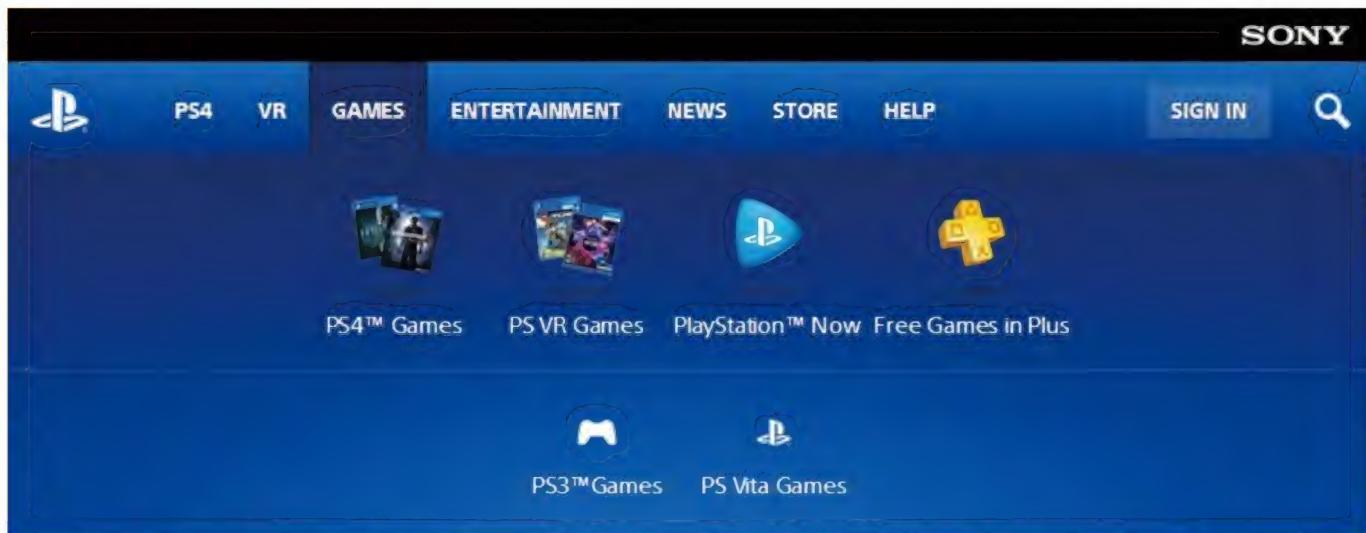 SONY
PS4 VR GAMES ENTERTAINMENT NEWS STORE HELP SIGN IN
PS4™ Games PS VR Games PlayStation™ Now Free Games in Plus
PS3™Games PS Vita Games